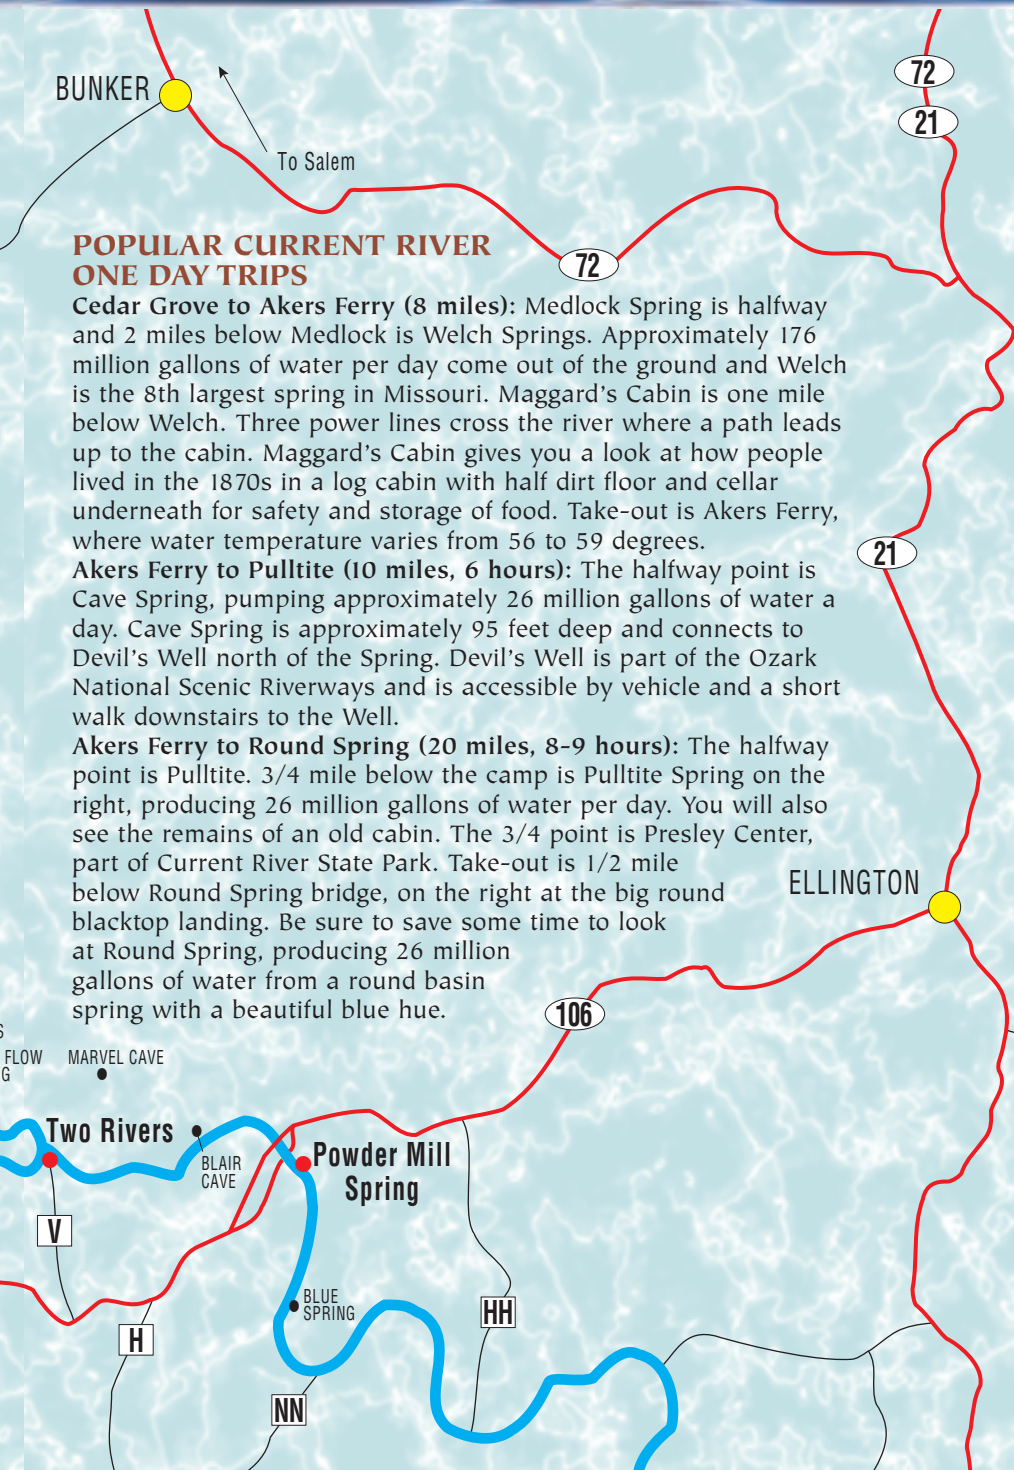 72
BUNKER
21
To Salem
POPULAR CURRENT RIVER
ONE DAY TRIPS
72
Cedar Grove to Akers Ferry (8 miles): Medlock Spring is halfway
and 2 miles below Medlock is Welch Springs. Approximately 176
million gallons of water per day come out of the ground and Welch
is the 8th largest spring in Missouri. Maggard's Cabin is one mile
below Welch. Three power lines cross the river where a path leads
up to the cabin. Maggard's Cabin gives you a look at how people
lived in the 1870s in a log cabin with half dirt floor and cellar
underneath for safety and storage of food. Take-out is Akers Ferry,
where water temperature varies from 56 to 59 degrees.
21
Akers Ferry to Pulltite (10 miles, 6 hours): The halfway point is
Cave Spring, pumping approximately 26 million gallons of water a
day. Cave Spring is approximately 95 feet deep and connects to
Devil's Well north of the Spring. Devil's Well is part of the Ozark
National Scenic Riverways and is accessible by vehicle and a short
walk downstairs to the Well.
Akers Ferry to Round Spring (20 miles, 8-9 hours): The halfway
point is Pulltite. 3/4 mile below the camp is Pulltite Spring on the
right, producing 26 million gallons of water per day. You will also
see the remains of an old cabin. The 3/4 point is Presley Center,
part of Current River State Park. Take-out is 1/2 mile
below Round Spring bridge, on the right at the big round
blacktop landing. Be sure to save some time to look
at Round Spring, producing 26 million
gallons of water from a round basin
spring with a beautiful blue hue.
ELLINGTON
106
S
FLOW
G
MARVEL CAVE
Two Rivers
BLAIR
CAVE
Powder Mill
Spring
V
BLUE
SPRING
HH
H
NN